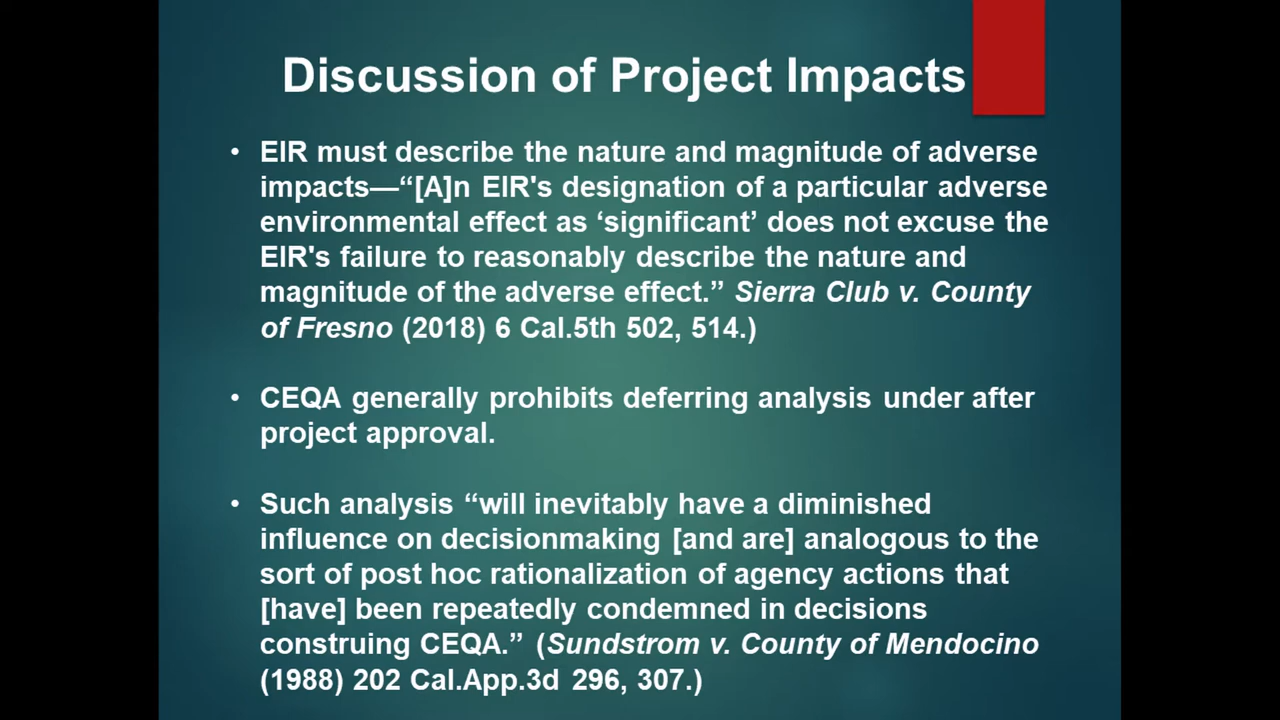 Discussion of Project Impacts
• EIR must describe the nature and magnitude of adverse
impacts—“[A]n EIR's designation of a particular adverse
environmental effect as ‘significant’ does not excuse the
EIR's failure to reasonably describe the nature and
magnitude of the adverse effect.” Sierra Club v. County
of Fresno (2018) 6 Cal.5th 502, 514.)
• CEQA generally prohibits deferring analysis under after
project approval.
• Such analysis “will inevitably have a diminished
influence on decisionmaking [and are] analogous to the
sort of post hoc rationalization of agency actions that
[have] been repeatedly condemned in decisions
construing CEQA.” (Sundstrom v. County of Mendocino
(1988) 202 Cal.App.3d 296, 307.)